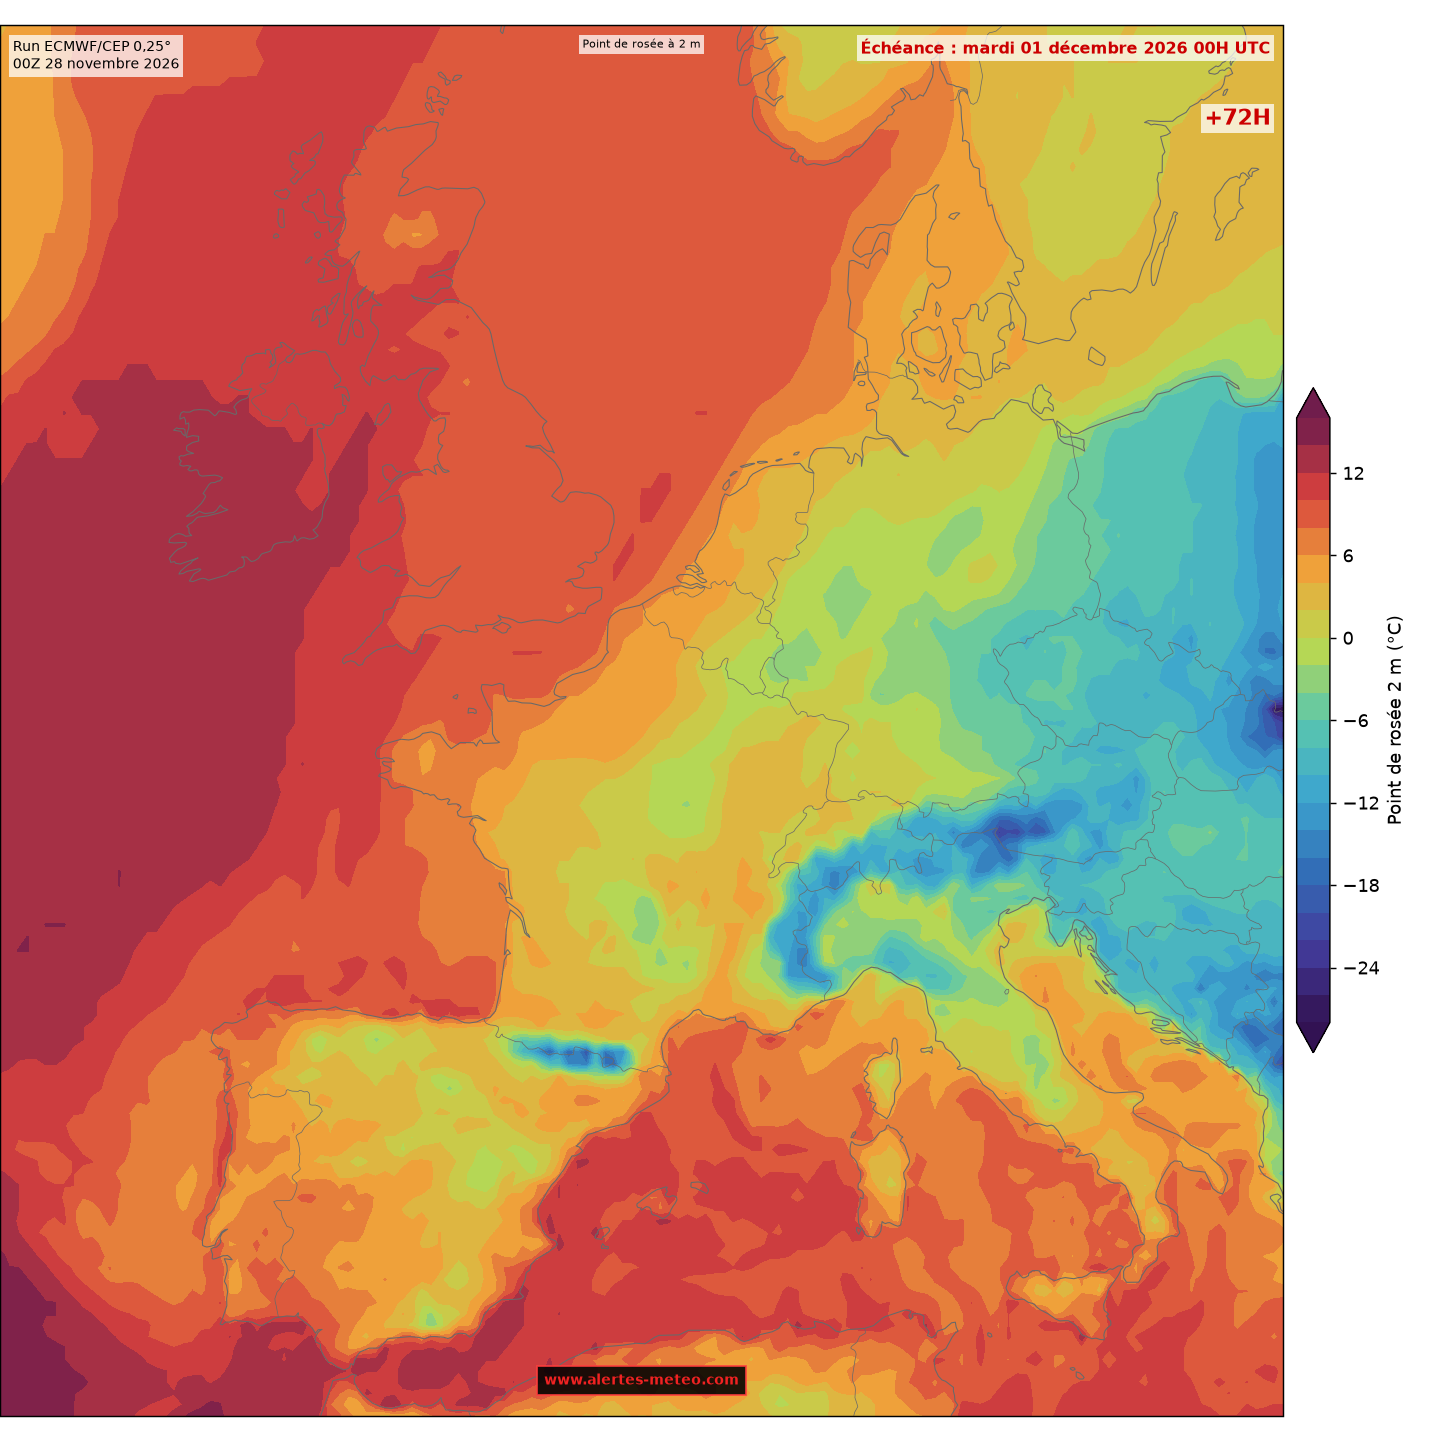 Run ECMWF/CEP 0,25°
00Z 28 novembre 2026
Point de rosée à 2 m
Échéance : mardi 01 décembre 2026 00H UTC
+72H
12
6
0
−6
−12
−18
−24
Point de rosée 2 m (°C)
www.alertes-meteo.com